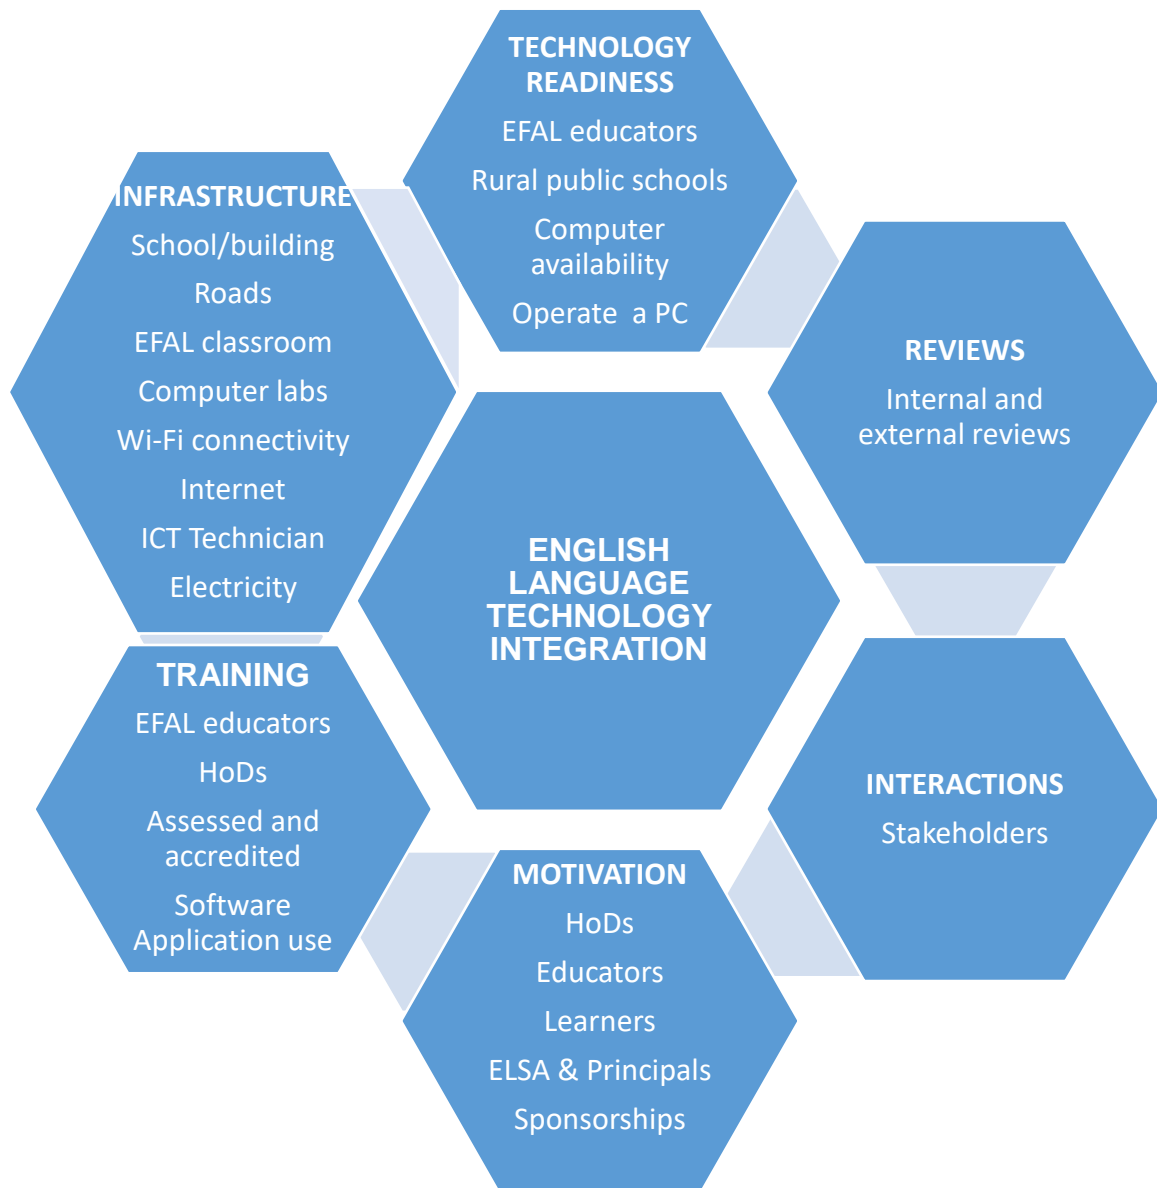 TECHNOLOGY
READINESS
EFAL educators
Rural public schools
Computer
availability
Operate a PC
INFRASTRUCTURE
School/building
Roads
EFAL classroom
Computer labs
Wi-Fi connectivity
Internet
ICT Technician
Electricity
REVIEWS
Internal and
external reviews
ENGLISH
LANGUAGE
TECHNOLOGY
INTEGRATION
TRAINING
EFAL educators
HoDs
Assessed and
accredited
Software
Application use
INTERACTIONS
Stakeholders
MOTIVATION
HoDs
Educators
Learners
ELSA & Principals
Sponsorships